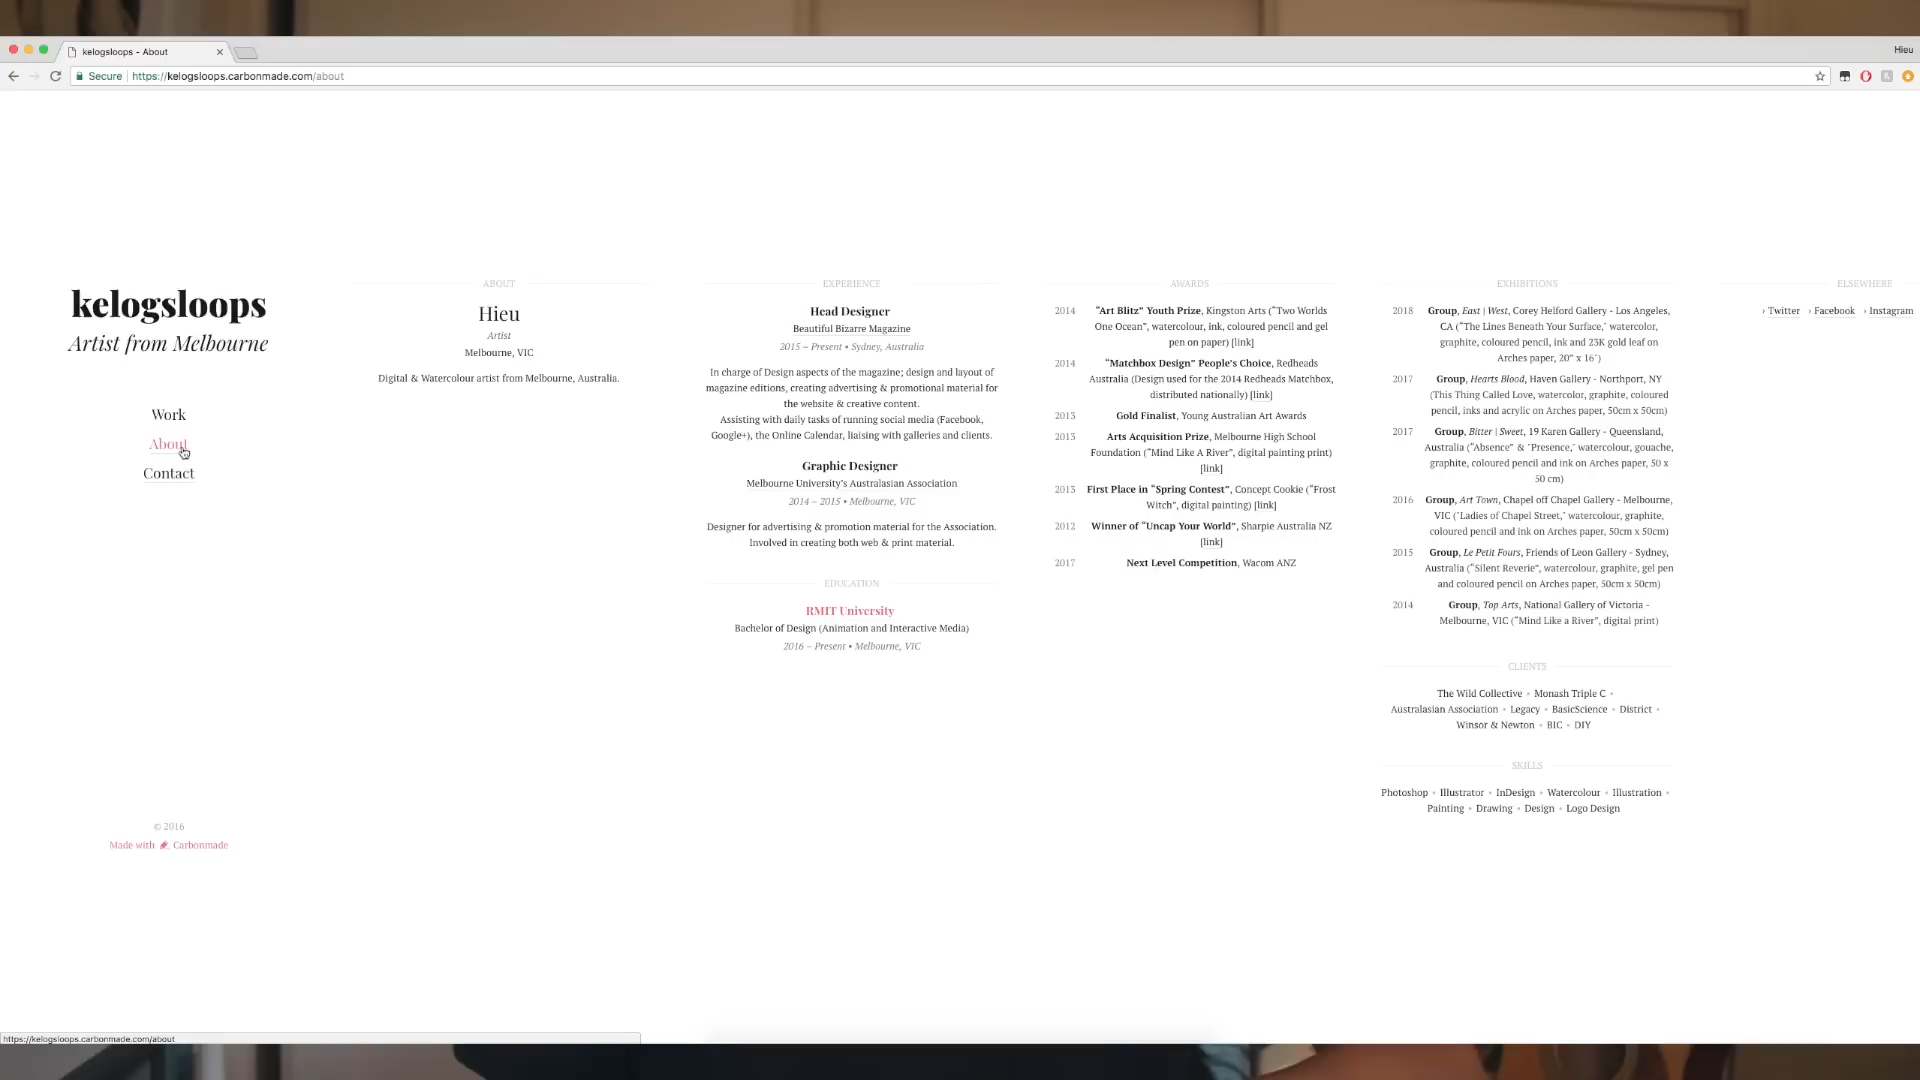 kelogsloops - About
Hieu
Secure https://kelogsloops.carbonmade.com/about
kelogsloops
Artist from Melbourne
Work
About
Contact
© 2016
Made with Carbonmade
ABOUT
Hieu
Artist
Melbourne, VIC
Digital & Watercolour artist from Melbourne, Australia.
EXPERIENCE
Head Designer
Beautiful Bizarre Magazine
2015 – Present • Sydney, Australia
In charge of Design aspects of the magazine; design and layout of
magazine editions, creating advertising & promotional material for
the website & creative content.
Assisting with daily tasks of running social media (Facebook,
Google+), the Online Calendar, liaising with galleries and clients.
Graphic Designer
Melbourne University's Australasian Association
2014 – 2015 • Melbourne, VIC
Designer for advertising & promotion material for the Association.
Involved in creating both web & print material.
EDUCATION
RMIT University
Bachelor of Design (Animation and Interactive Media)
2016 – Present • Melbourne, VIC
AWARDS
2014 “Art Blitz” Youth Prize, Kingston Arts (“Two Worlds
One Ocean”, watercolour, ink, coloured pencil and gel
pen on paper) [link]
2014 “Matchbox Design” People's Choice, Redheads
Australia (Design used for the 2014 Redheads Matchbox,
distributed nationally) [link]
2013 Gold Finalist, Young Australian Art Awards
2013 Arts Acquisition Prize, Melbourne High School
Foundation (“Mind Like A River”, digital painting print)
[link]
2013 First Place in “Spring Contest”, Concept Cookie (“Frost
Witch”, digital painting) [link]
2012 Winner of “Uncap Your World”, Sharpie Australia NZ
[link]
2017 Next Level Competition, Wacom ANZ
EXHIBITIONS
2018 Group, East | West, Corey Helford Gallery - Los Angeles,
CA (“The Lines Beneath Your Surface," watercolor,
graphite, coloured pencil, ink and 23K gold leaf on
Arches paper, 20" x 16")
2017 Group, Hearts Blood, Haven Gallery - Northport, NY
(This Thing Called Love, watercolor, graphite, coloured
pencil, inks and acrylic on Arches paper, 50cm x 50cm)
2017 Group, Bitter | Sweet, 19 Karen Gallery - Queensland,
Australia (“Absence” & "Presence," watercolour, gouache,
graphite, coloured pencil and ink on Arches paper, 50 x
50 cm)
2016 Group, Art Town, Chapel off Chapel Gallery - Melbourne,
VIC ("Ladies of Chapel Street," watercolour, graphite,
coloured pencil and ink on Arches paper, 50cm x 50cm)
2015 Group, Le Petit Fours, Friends of Leon Gallery - Sydney,
Australia (“Silent Reverie”, watercolour, graphite, gel pen
and coloured pencil on Arches paper, 50cm x 50cm)
2014 Group, Top Arts, National Gallery of Victoria -
Melbourne, VIC (“Mind Like a River”, digital print)
CLIENTS
The Wild Collective • Monash Triple C •
Australasian Association • Legacy • BasicScience • District •
Winsor & Newton • BIC • DIY
SKILLS
Photoshop • Illustrator • InDesign • Watercolour • Illustration •
Painting • Drawing • Design • Logo Design
ELSEWHERE
› Twitter › Facebook › Instagram
https://kelogsloops.carbonmade.com/about